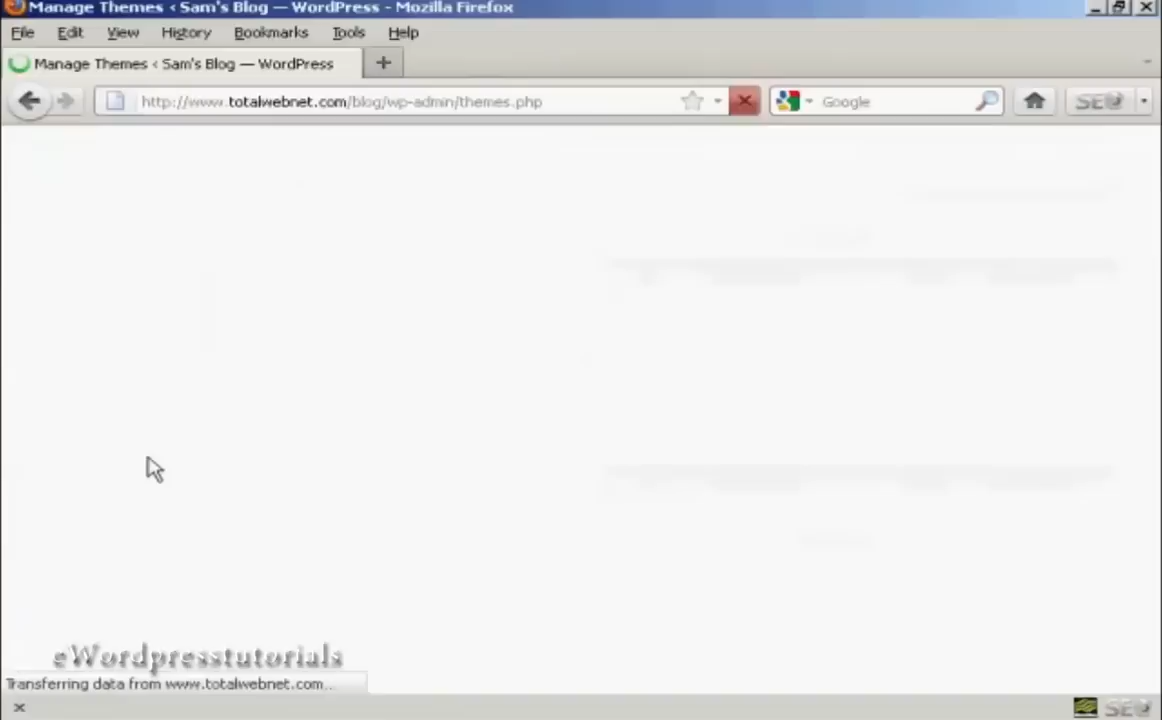 Manage Themes ‹ Sam's Blog — WordPress - Mozilla Firefox
File Edit View History Bookmarks Tools Help
Manage Themes ‹ Sam's Blog — WordPress
http://www.totalwebnet.com/blog/wp-admin/themes.php
Google
eWordpresstutorials
Transferring data from www.totalwebnet.com...